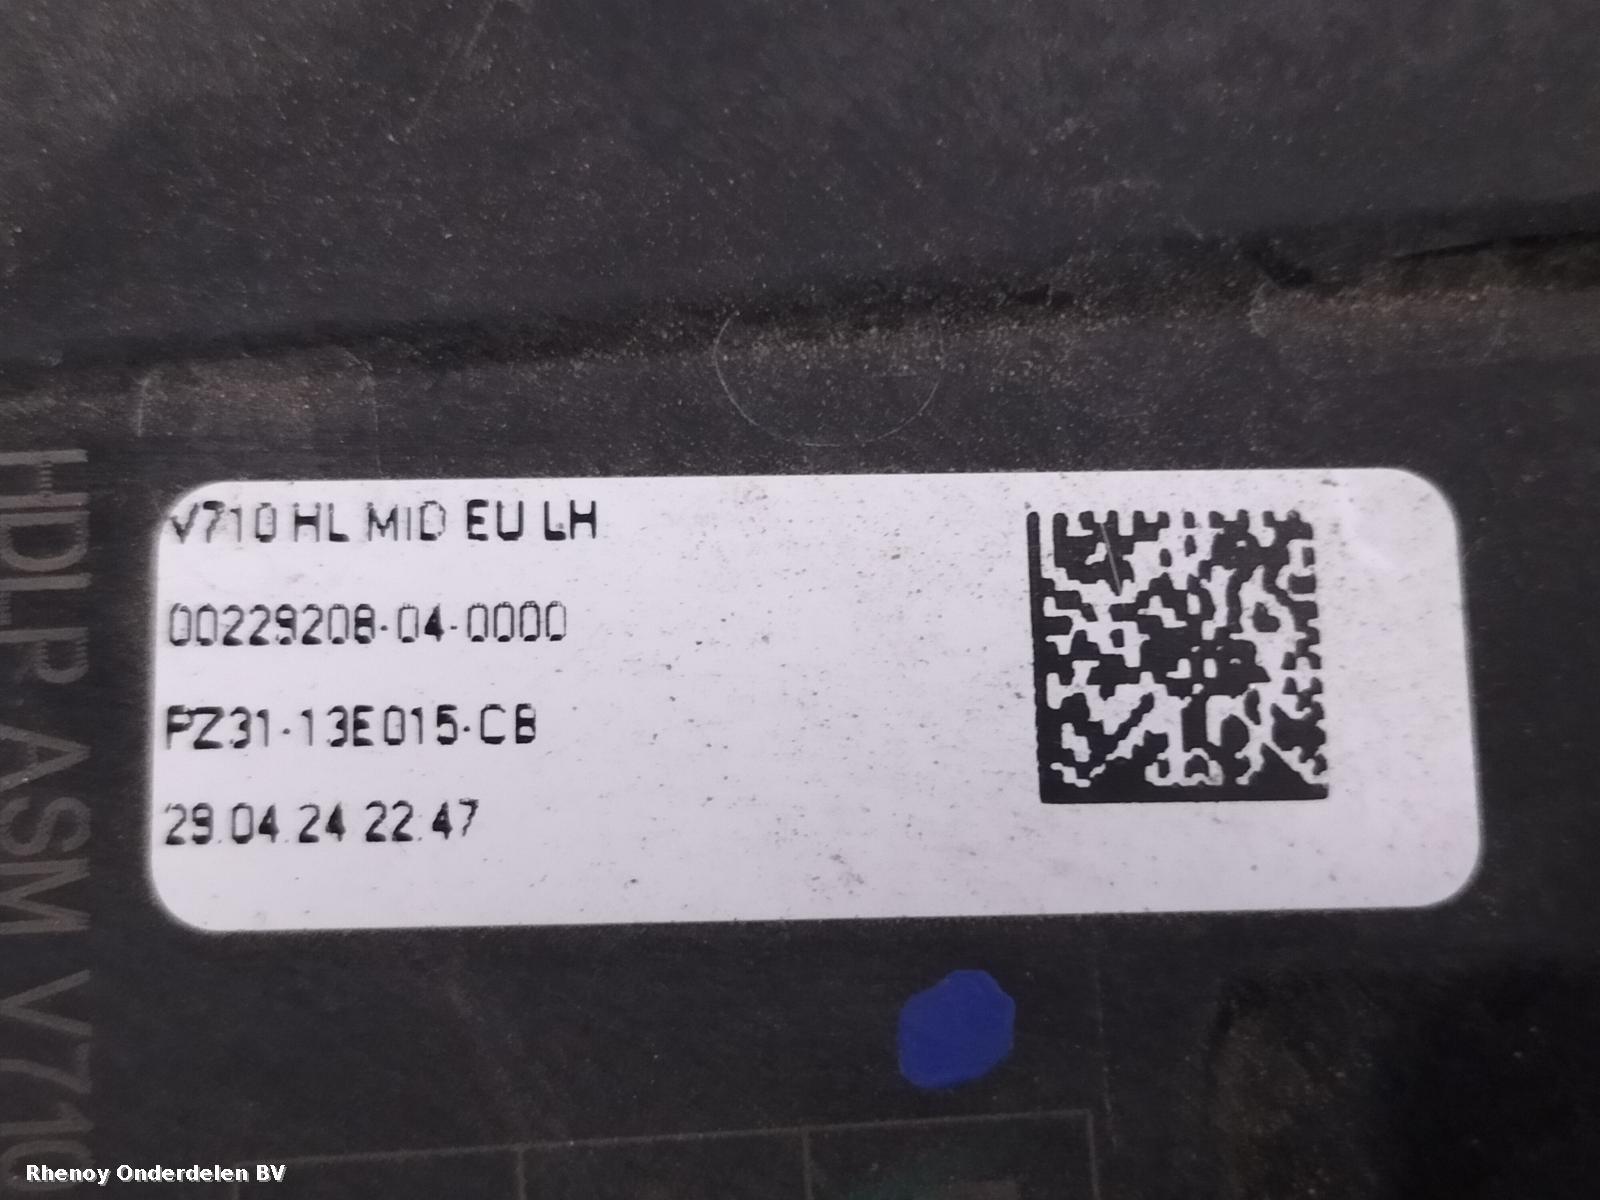 V710 HL MID EU LH
00229208-04-0000
PZ31-13E015-CB
29.04.24 22:47
HDLP ASM V710
Rhenoy Onderdelen BV